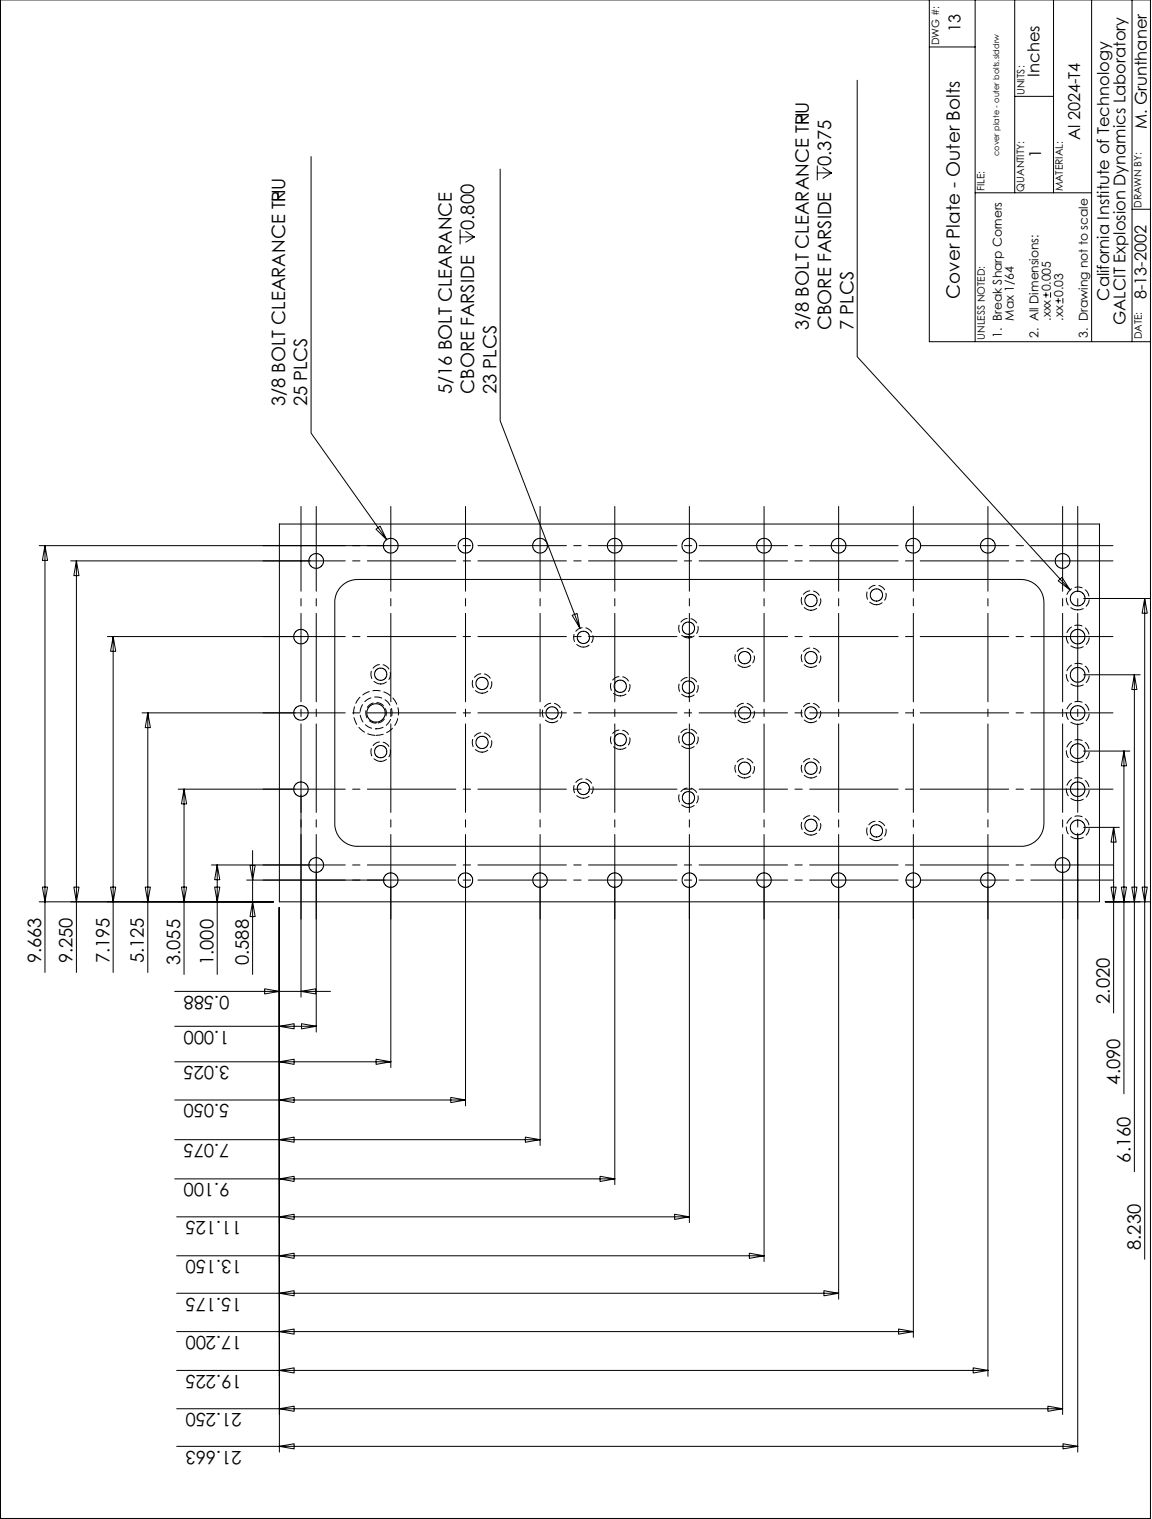 9.663
9.250
7.195
5.125
3.055
1.000
0.588
0.588
1.000
3.025
5.050
7.075
9.100
11.125
13.150
15.175
17.200
19.225
21.250
21.663
2.020
4.090
6.160
8.230
3/8 BOLT CLEARANCE THRU
25 PLCS
5/16 BOLT CLEARANCE
CBORE FARSIDE ↧0.800
23 PLCS
3/8 BOLT CLEARANCE THRU
CBORE FARSIDE ↧0.375
7 PLCS
Cover Plate - Outer Bolts
DWG #:
13
UNLESS NOTED:
1. Break Sharp Corners
Max 1/64
2. All Dimensions:
.xxx±0.005
.xx±0.03
3. Drawing not to scale
FILE:
cover plate - outer bolts.slddrw
QUANTITY:
1
UNITS:
Inches
MATERIAL:
Al 2024-T4
California Institute of Technology
GALCIT Explosion Dynamics Laboratory
DATE: 8-13-2002
DRAWN BY: M. Grunthaner